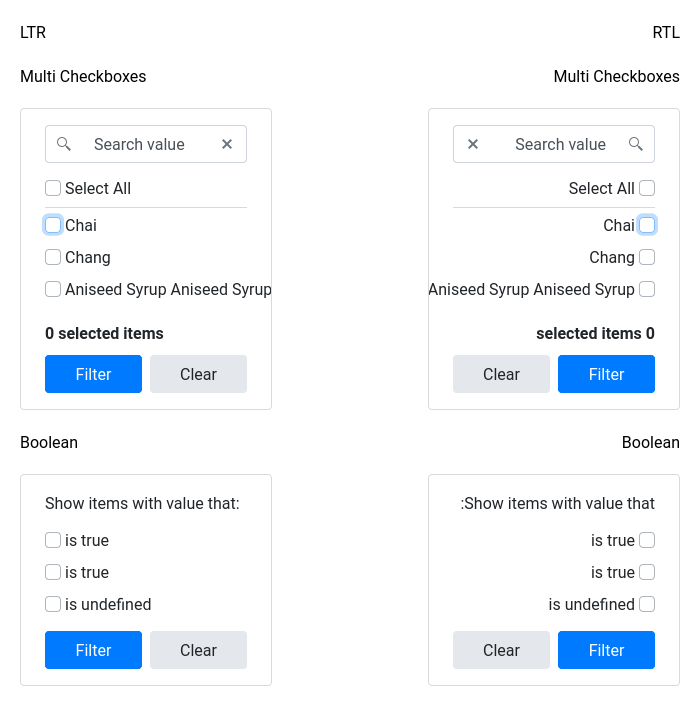 LTR
RTL
Multi Checkboxes
Multi Checkboxes
Search value
Select All
Chai
Chang
Aniseed Syrup Aniseed Syrup
0 selected items
Filter Clear
Search value
Select All
Chai
Chang
Aniseed Syrup Aniseed Syrup
selected items 0
Clear Filter
Boolean
Boolean
Show items with value that:
is true
is true
is undefined
Filter Clear
:Show items with value that
is true
is true
is undefined
Clear Filter